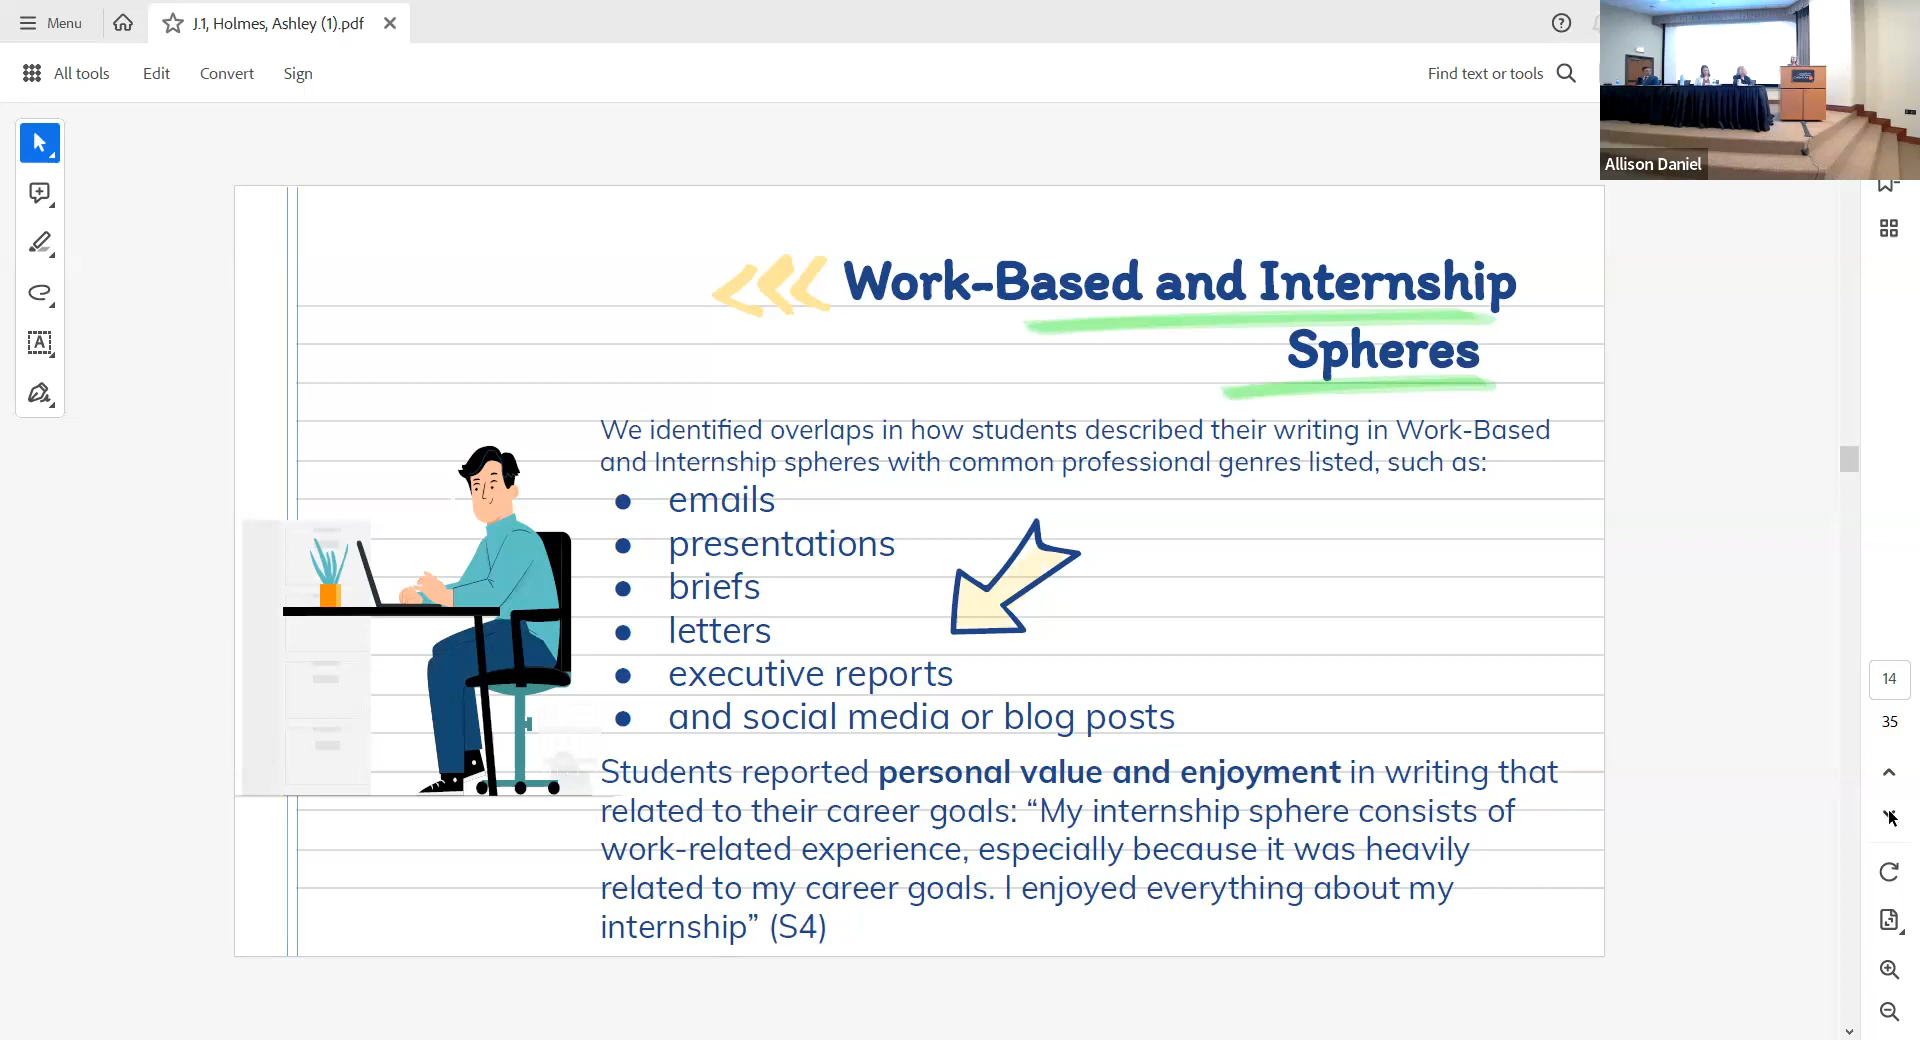 Menu
J.1, Holmes, Ashley (1).pdf
All tools
Edit
Convert
Sign
Find text or tools
Allison Daniel
Work-Based and Internship
Spheres
We identified overlaps in how students described their writing in Work-Based
and Internship spheres with common professional genres listed, such as:
● emails
● presentations
● briefs
● letters
● executive reports
● and social media or blog posts
Students reported personal value and enjoyment in writing that
related to their career goals: “My internship sphere consists of
work-related experience, especially because it was heavily
related to my career goals. I enjoyed everything about my
internship” (S4)
14
35